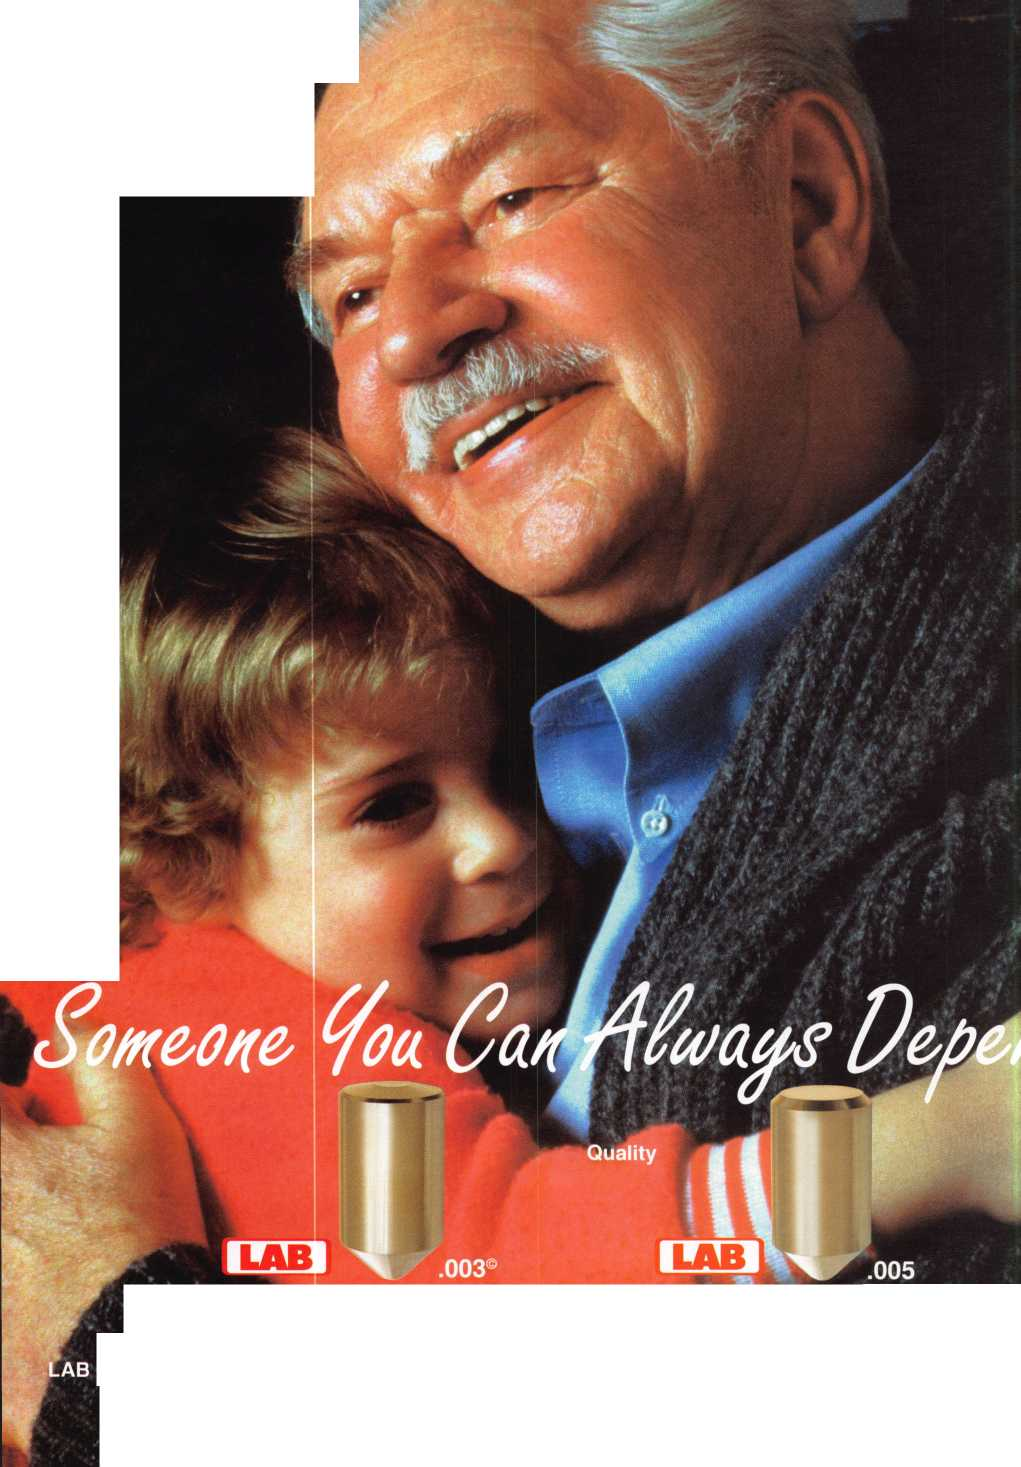 Someone You Can Always Depe
Quality
LAB .003©
LAB .005
LAB